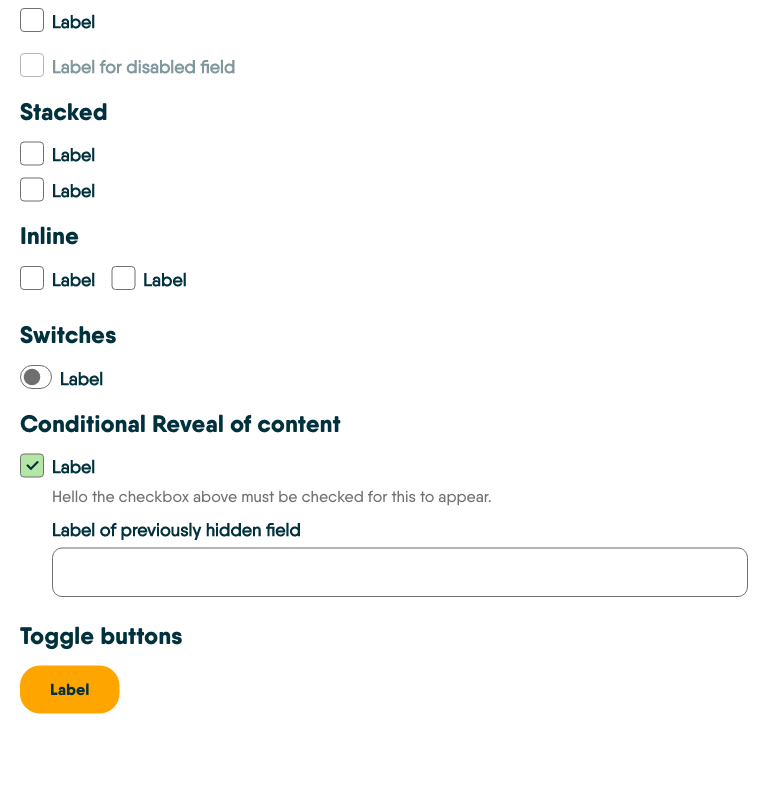 Label
Label for disabled field
Stacked
Label
Label
Inline
Label Label
Switches
Label
Conditional Reveal of content
Label
Hello the checkbox above must be checked for this to appear.
Label of previously hidden field
Toggle buttons
Label